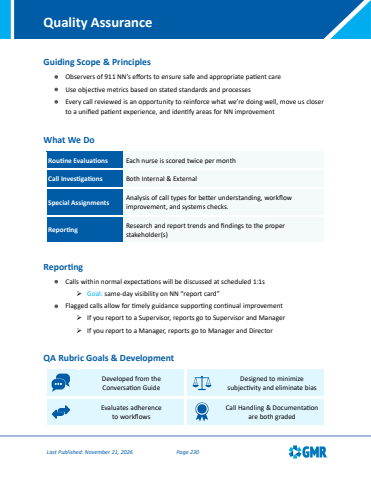 Quality Assurance
Guiding Scope & Principles
● Observers of 911 NN's efforts to ensure safe and appropriate patient care
● Use objective metrics based on stated standards and processes
● Every call reviewed is an opportunity to reinforce what we're doing well, move us closer
to a unified patient experience, and identify areas for NN improvement
What We Do
Routine Evaluations Each nurse is scored twice per month
Call Investigations Both Internal & External
Special Assignments Analysis of call types for better understanding, workflow
improvement, and systems checks.
Reporting Research and report trends and findings to the proper
stakeholder(s)
Reporting
● Calls within normal expectations will be discussed at scheduled 1:1s
➢ Goal: same-day visibility on NN "report card"
● Flagged calls allow for timely guidance supporting continual improvement
➢ If you report to a Supervisor, reports go to Supervisor and Manager
➢ If you report to a Manager, reports go to Manager and Director
QA Rubric Goals & Development
Developed from the
Conversation Guide
Designed to minimize
subjectivity and eliminate bias
Evaluates adherence
to workflows
Call Handling & Documentation
are both graded
Last Published: November 21, 2026 Page 230
GMR